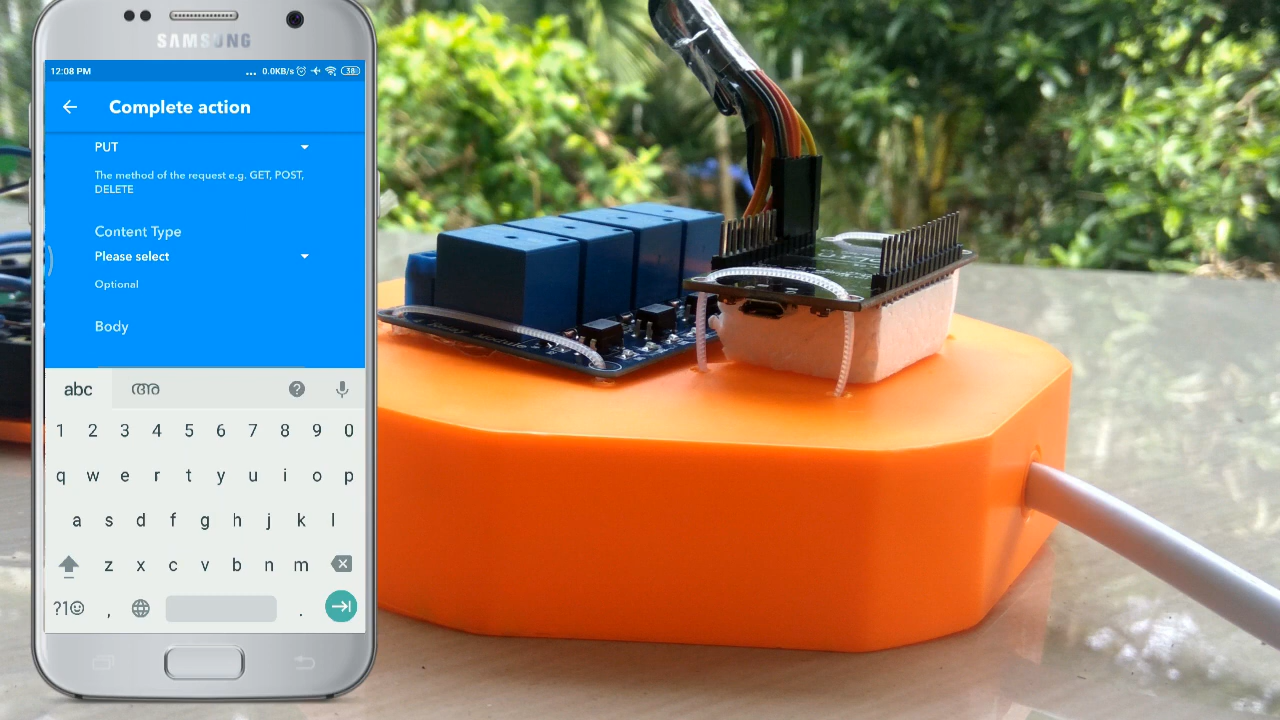 SAMSUNG
12:08 PM
... 0.0KB/s 38
Complete action
PUT
The method of the request e.g. GET, POST,
DELETE
Content Type
Please select
Optional
Body
abc
1 2 3 4 5 6 7 8 9 0
q w e r t y u i o p
a s d f g h j k l
z x c v b n m
?1☺ , .